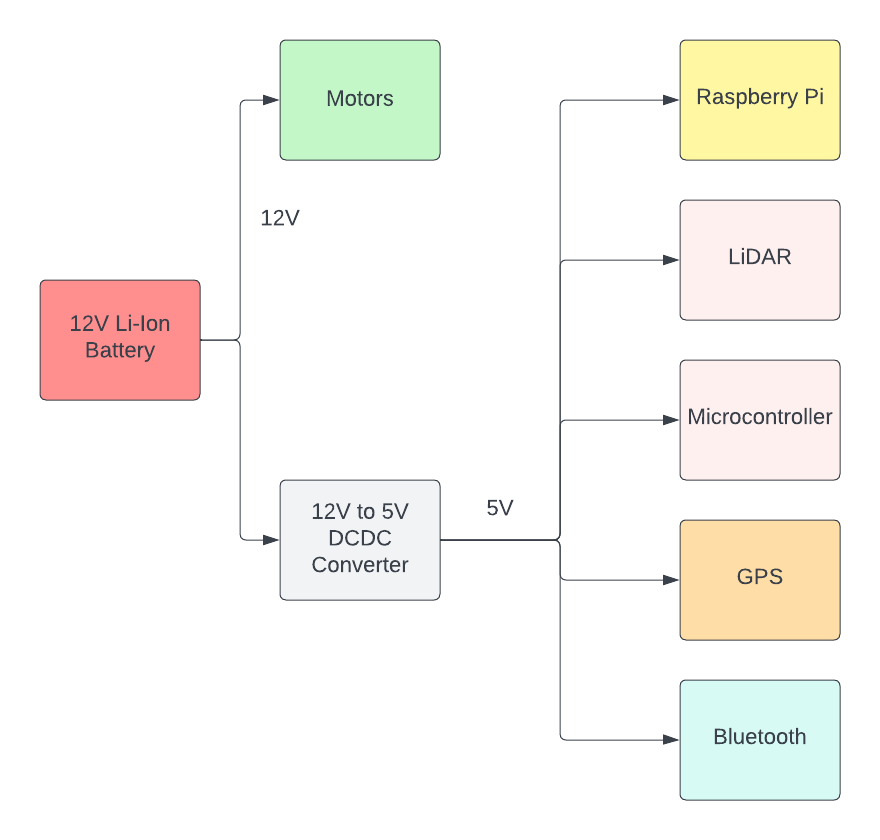 Motors
Raspberry Pi
12V
LiDAR
12V Li-Ion
Battery
Microcontroller
12V to 5V
DCDC
Converter
5V
GPS
Bluetooth